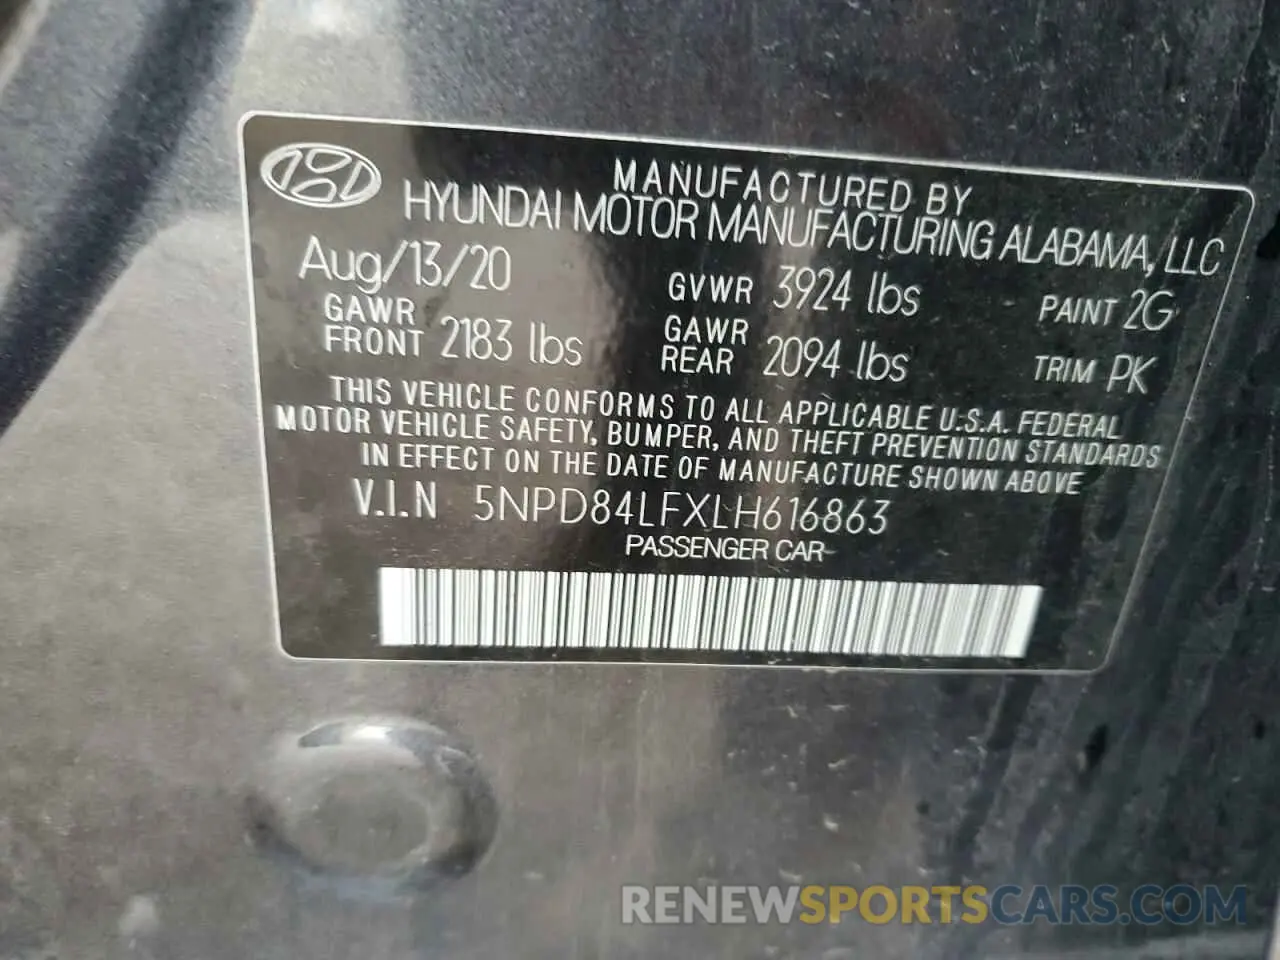 MANUFACTURED BY
HYUNDAI MOTOR MANUFACTURING ALABAMA, LLC
Aug/13/20 GVWR 3924 lbs PAINT 2G
GAWR FRONT 2183 lbs GAWR REAR 2094 lbs TRIM PK
THIS VEHICLE CONFORMS TO ALL APPLICABLE U.S.A. FEDERAL
MOTOR VEHICLE SAFETY, BUMPER, AND THEFT PREVENTION STANDARDS
IN EFFECT ON THE DATE OF MANUFACTURE SHOWN ABOVE
V.I.N 5NPD84LFXLH616863
PASSENGER CAR
RENEWSPORTSCARS.COM